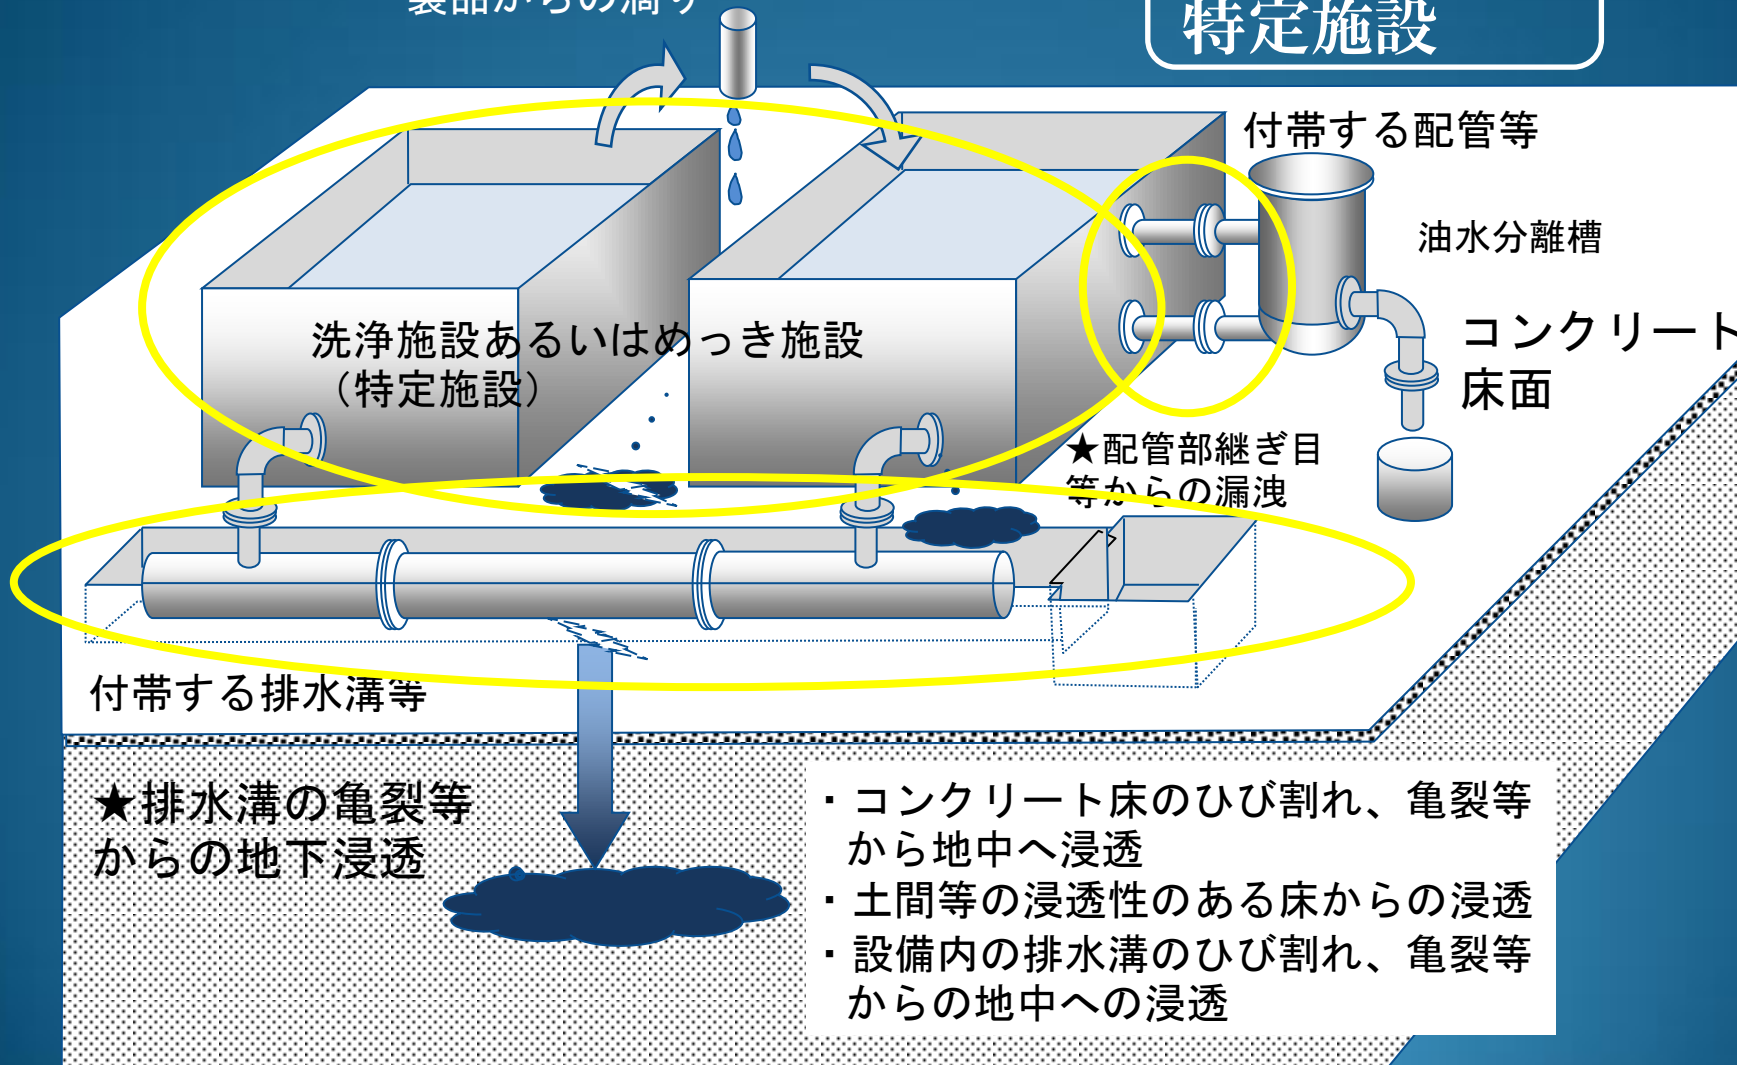 製品からの滴り
特定施設
付帯する配管等
油水分離槽
洗浄施設あるいはめっき施設
（特定施設）
コンクリート
床面
★配管部継ぎ目
等からの漏洩
付帯する排水溝等
★排水溝の亀裂等
からの地下浸透
・コンクリート床のひび割れ、亀裂等
から地中へ浸透
・土間等の浸透性のある床からの浸透
・設備内の排水溝のひび割れ、亀裂等
からの地中への浸透